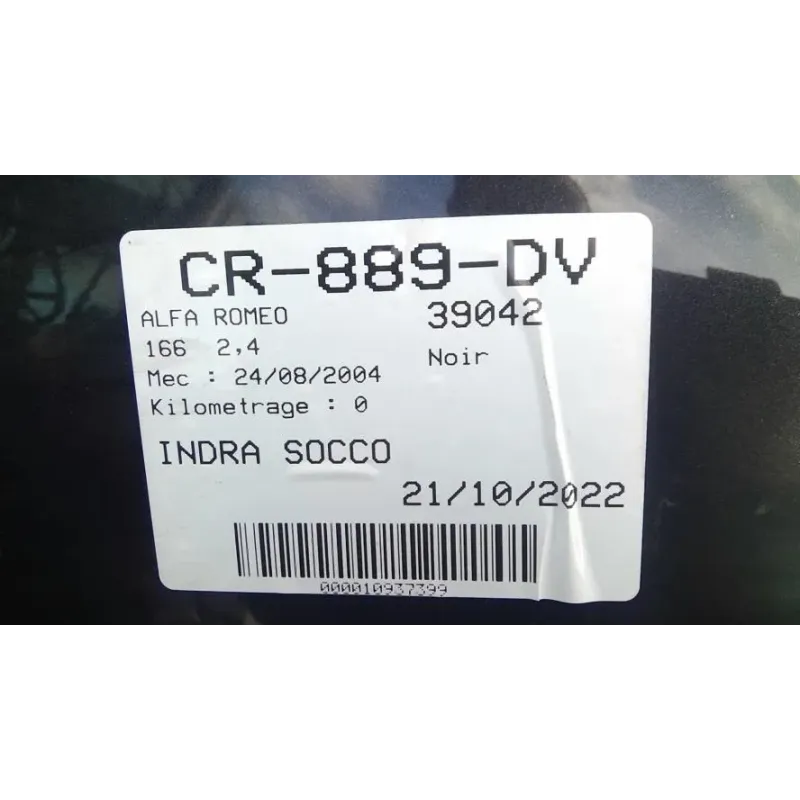 CR-889-DV
ALFA ROMEO 39042
166 2,4 Noir
Mec : 24/08/2004
Kilometrage : 0
INDRA SOCCO
21/10/2022
000010937399